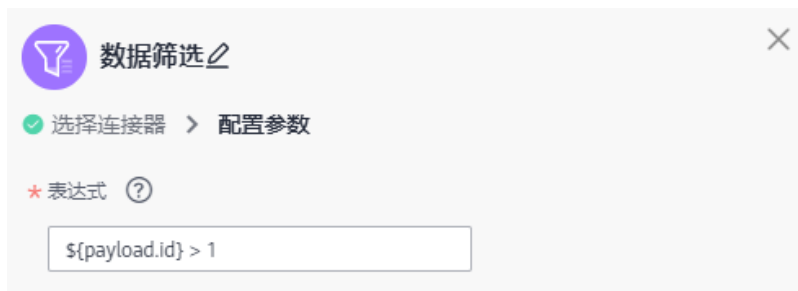 数据筛选
选择连接器 > 配置参数
* 表达式 ?
${payload.id} > 1